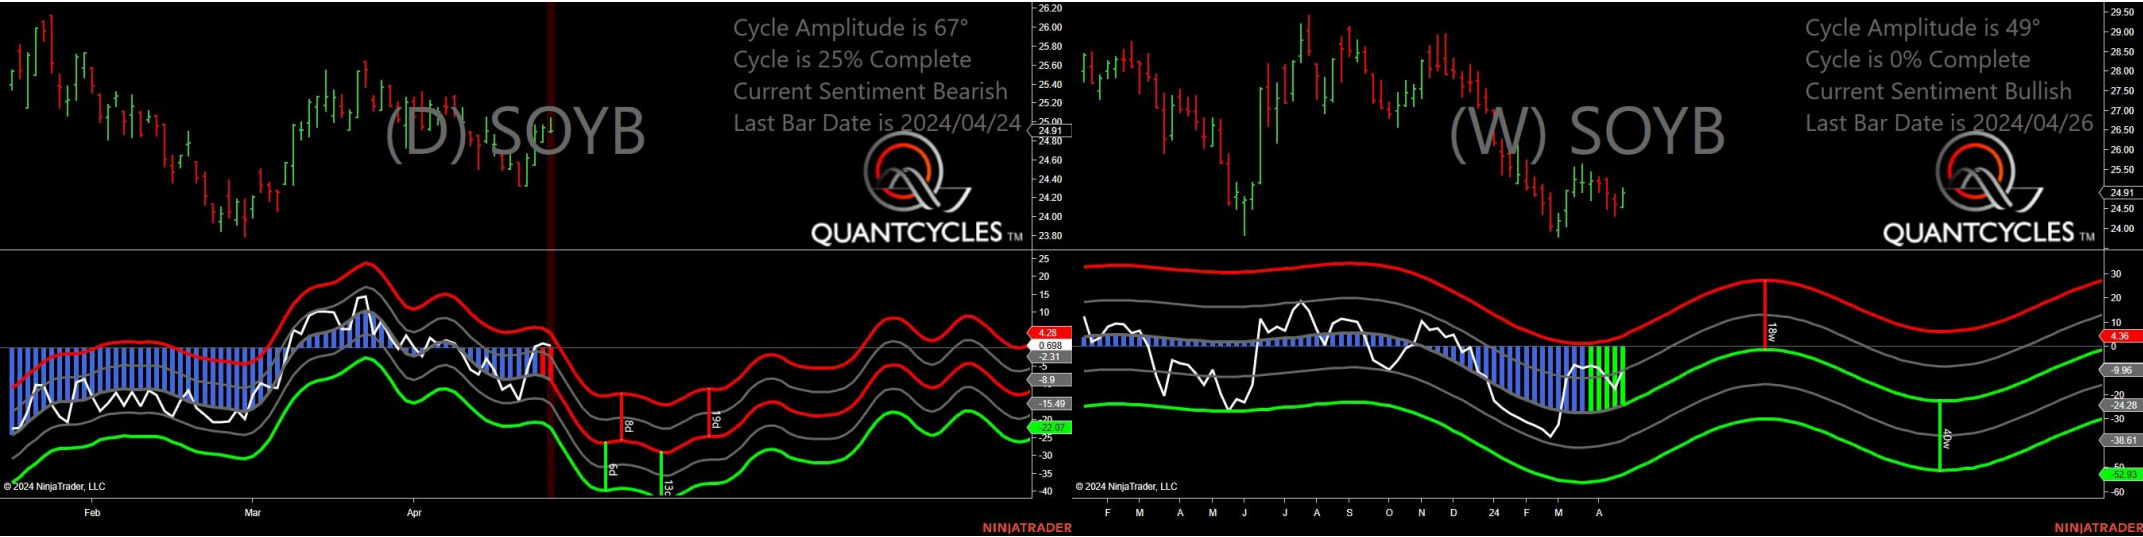 Cycle Amplitude is 67°
Cycle is 25% Complete
Current Sentiment Bearish
Last Bar Date is 2024/04/24
(D) SOYB
QUANTCYCLES TM
26.20
26.00
25.80
25.60
25.40
25.20
25.00
24.91
24.80
24.60
24.40
24.20
24.00
23.80
25
20
15
10
4.28
0.698
-2.31
-5
-8.9
-15.49
-20
-22.07
-25
-30
-35
-40
8d
19d
6d
© 2024 NinjaTrader, LLC
Feb
Mar
Apr
NINJATRADER
Cycle Amplitude is 49°
Cycle is 0% Complete
Current Sentiment Bullish
Last Bar Date is 2024/04/26
(W) SOYB
QUANTCYCLES TM
29.50
29.00
28.50
28.00
27.50
27.00
26.50
26.00
25.50
24.91
24.50
24.00
30
20
10
4.36
0
-9.96
-20
-24.28
-30
-38.61
-52.93
-60
18w
40w
© 2024 NinjaTrader, LLC
F M A M J J A S O N D 24 F M A
NINJATRADER